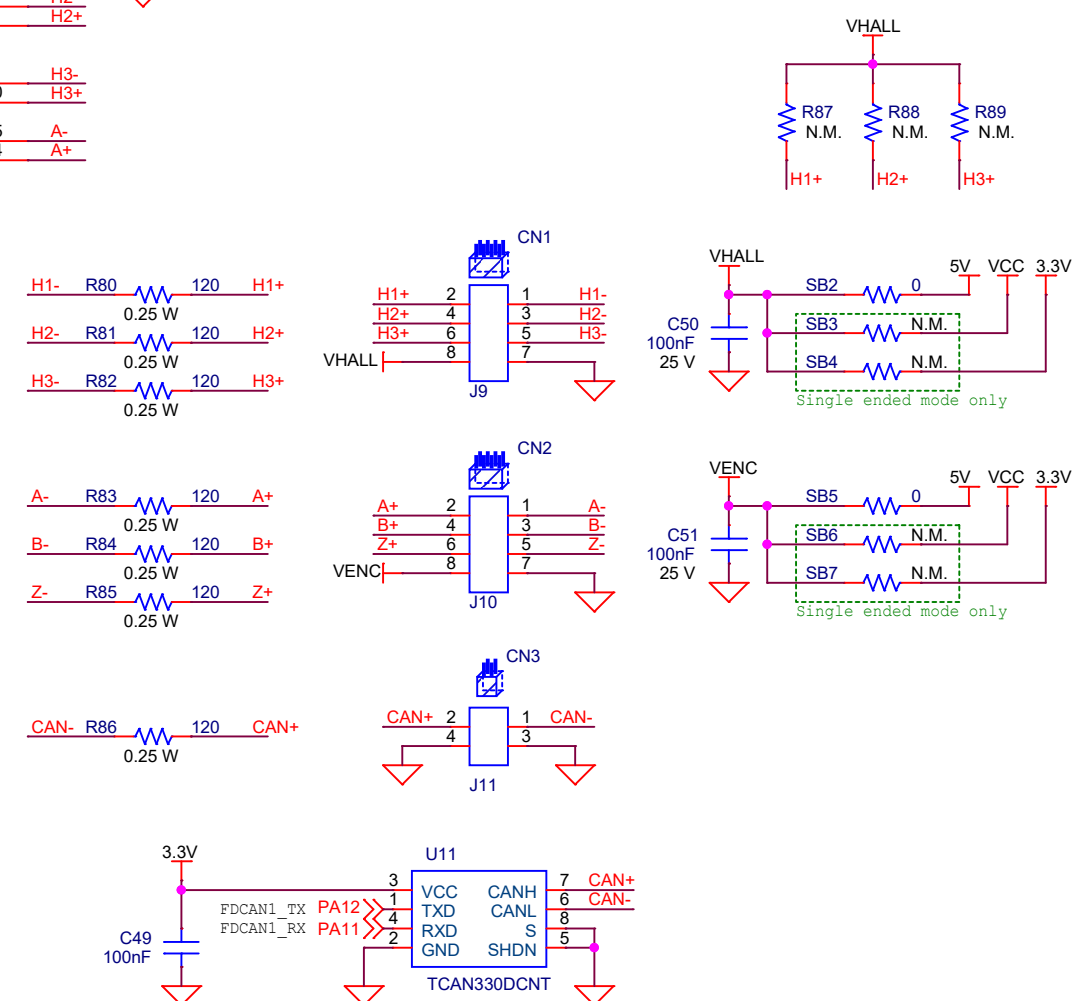 H2+
H3-
H3+
A-
A+
VHALL
R87 R88 R89
N.M. N.M. N.M.
H1+ H2+ H3+
H1- R80 120 H1+
0.25 W
H2- R81 120 H2+
0.25 W
H3- R82 120 H3+
0.25 W
CN1
H1+ 2 1 H1-
H2+ 4 3 H2-
H3+ 6 5 H3-
VHALL 8 7
J9
VHALL
5V VCC 3.3V
SB2 0
C50 SB3 N.M.
100nF
25 V SB4 N.M.
Single ended mode only
A- R83 120 A+
0.25 W
B- R84 120 B+
0.25 W
Z- R85 120 Z+
0.25 W
CN2
A+ 2 1 A-
B+ 4 3 B-
Z+ 6 5 Z-
VENC 8 7
J10
VENC
5V VCC 3.3V
SB5 0
C51 SB6 N.M.
100nF
25 V SB7 N.M.
Single ended mode only
CAN- R86 120 CAN+
0.25 W
CN3
CAN+ 2 1 CAN-
4 3
J11
3.3V
U11
3 VCC CANH 7 CAN+
FDCAN1_TX PA12 1 TXD CANL 6 CAN-
FDCAN1_RX PA11 4 RXD S 8
2 GND SHDN 5
C49
100nF
TCAN330DCNT